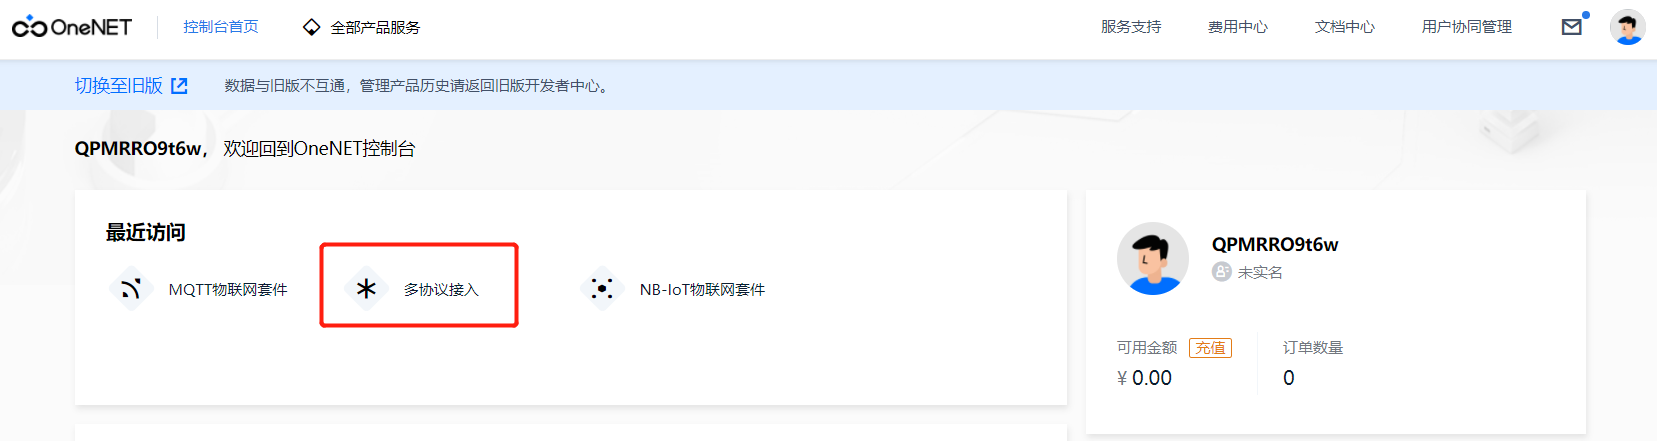 OneNET 控制台首页 全部产品服务 服务支持 费用中心 文档中心 用户协同管理
切换至旧版 数据与旧版不互通，管理产品历史请返回旧版开发者中心。
QPMRRO9t6w， 欢迎回到OneNET控制台
最近访问
MQTT物联网套件 多协议接入 NB-IoT物联网套件
QPMRRO9t6w
未实名
可用金额 充值 订单数量
¥ 0.00 0